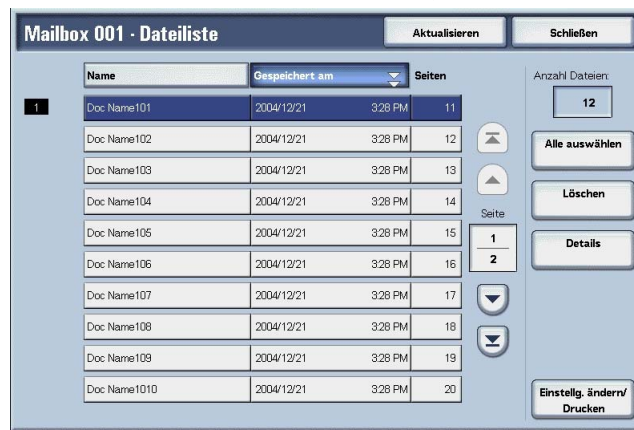 Mailbox 001 - Dateiliste
Aktualisieren
Schließen
Name
Gespeichert am
Seiten
Anzahl Dateien:
12
1
Doc Name101 2004/12/21 3:28 PM 11
Doc Name102 2004/12/21 3:28 PM 12
Doc Name103 2004/12/21 3:28 PM 13
Doc Name104 2004/12/21 3:28 PM 14
Doc Name105 2004/12/21 3:28 PM 15
Doc Name106 2004/12/21 3:28 PM 16
Doc Name107 2004/12/21 3:28 PM 17
Doc Name108 2004/12/21 3:28 PM 18
Doc Name109 2004/12/21 3:28 PM 19
Doc Name1010 2004/12/21 3:28 PM 20
Seite
1
2
Alle auswählen
Löschen
Details
Einstellg. ändern/
Drucken